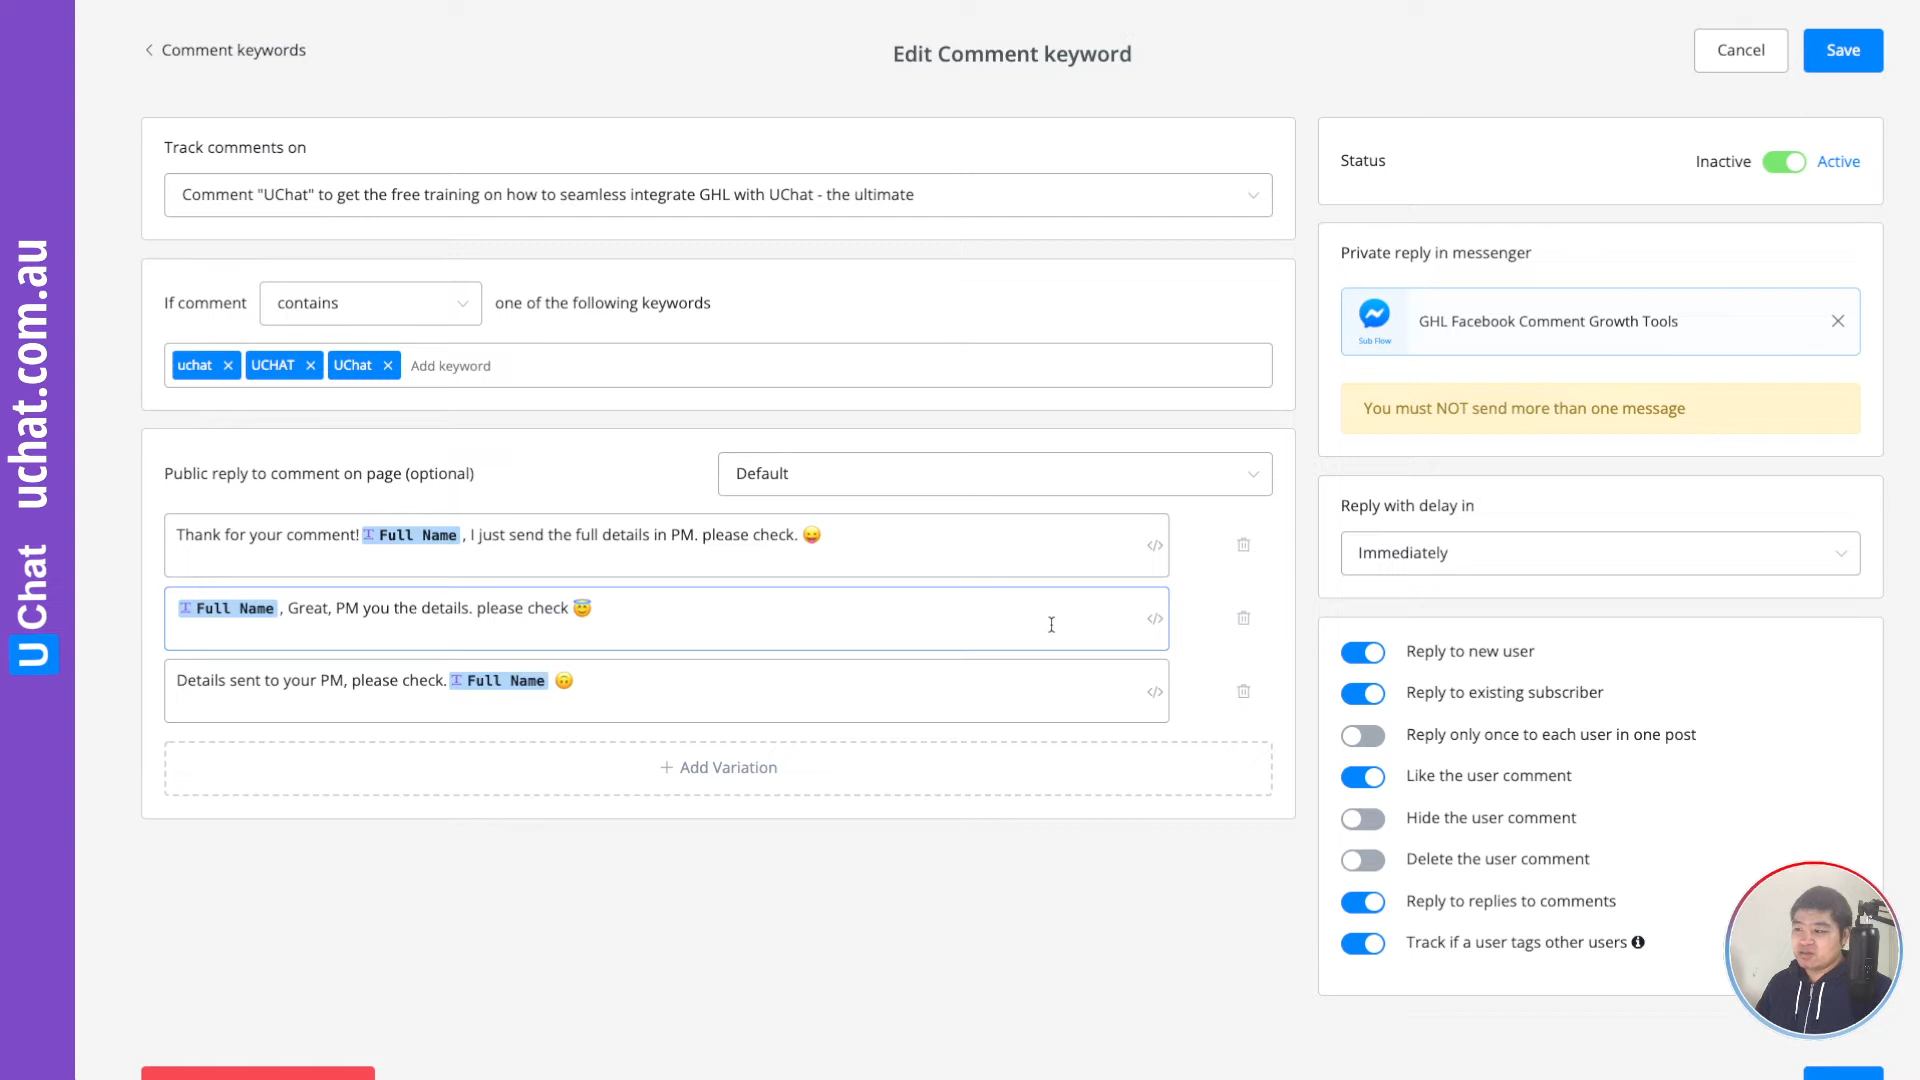 UChat uchat.com.au
Comment keywords
Edit Comment keyword
Cancel
Save
Track comments on
Comment "UChat" to get the free training on how to seamless integrate GHL with UChat - the ultimate
If comment
contains
one of the following keywords
uchat
UCHAT
UChat
Add keyword
Public reply to comment on page (optional)
Default
Thank for your comment! Full Name , I just send the full details in PM. please check. 😛
Full Name , Great, PM you the details. please check 😇
Details sent to your PM, please check. Full Name 🙃
+ Add Variation
Status
Inactive
Active
Private reply in messenger
Sub Flow
GHL Facebook Comment Growth Tools
You must NOT send more than one message
Reply with delay in
Immediately
Reply to new user
Reply to existing subscriber
Reply only once to each user in one post
Like the user comment
Hide the user comment
Delete the user comment
Reply to replies to comments
Track if a user tags other users